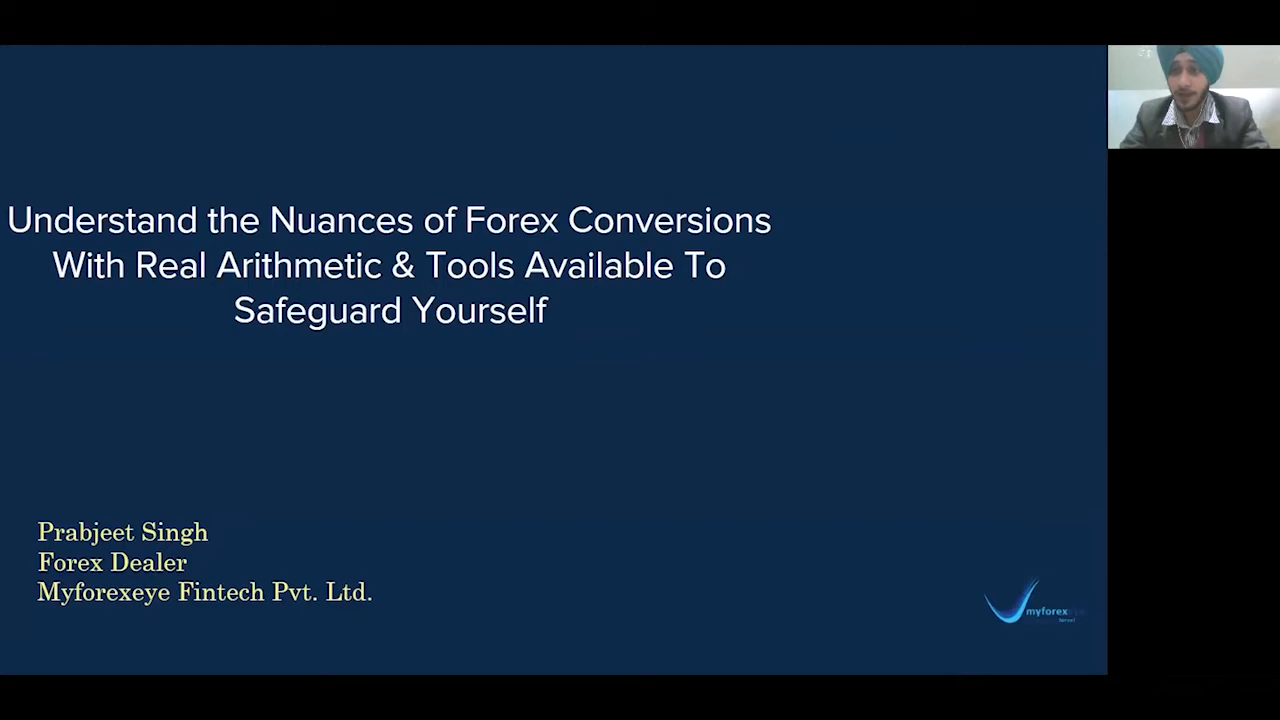 Understand the Nuances of Forex Conversions
With Real Arithmetic & Tools Available To
Safeguard Yourself
Prabjeet Singh
Forex Dealer
Myforexeye Fintech Pvt. Ltd.
myforexeye